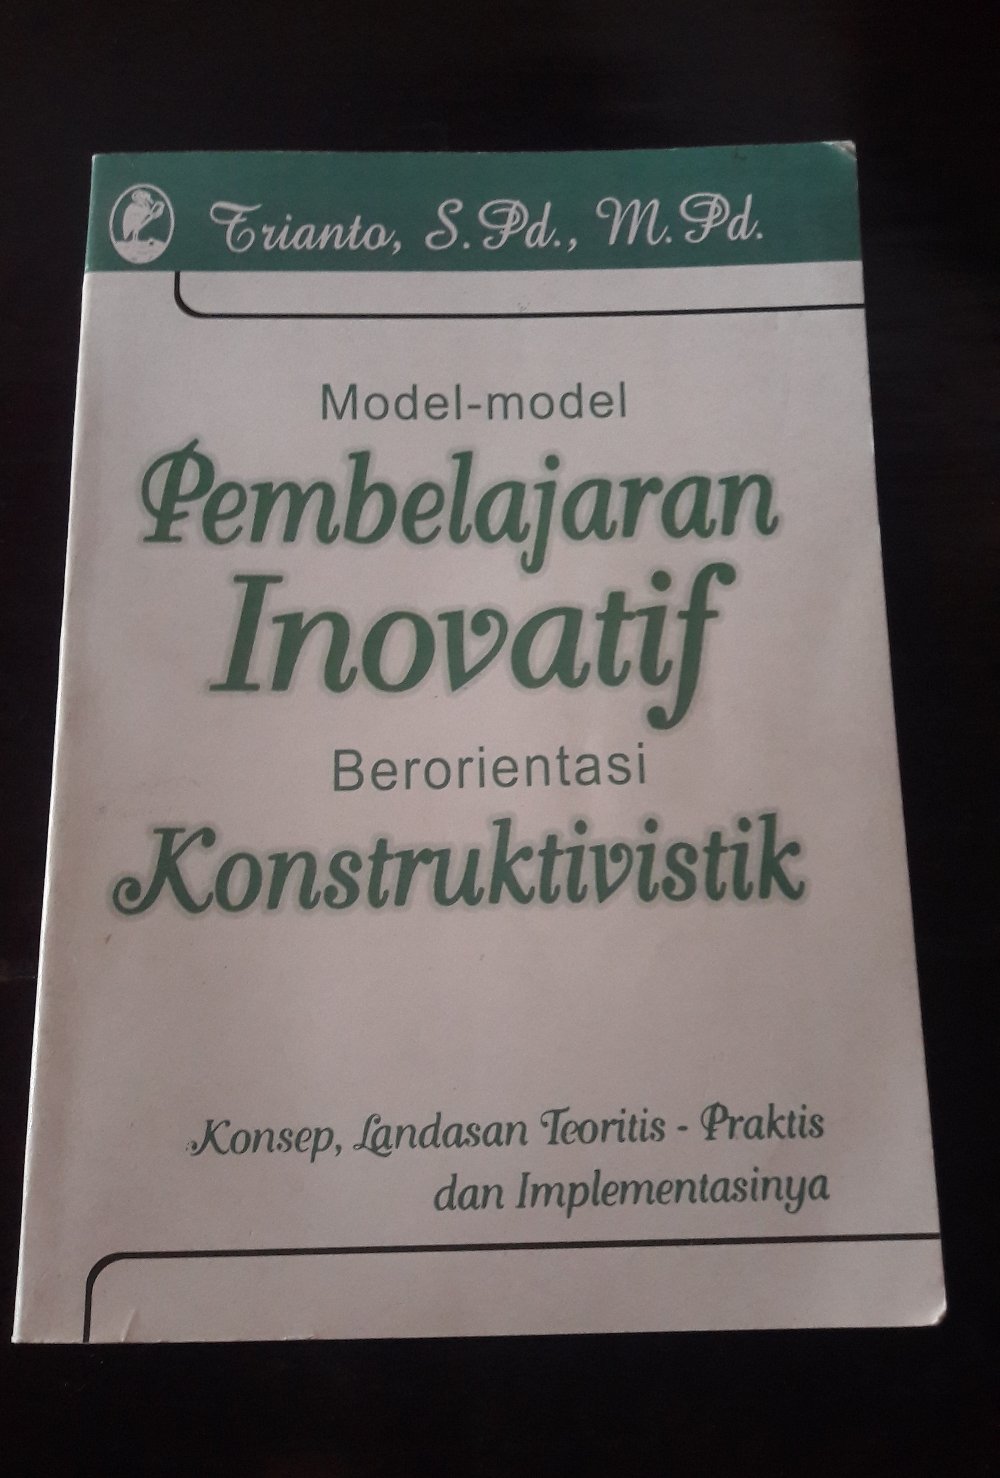 Trianto, S.Pd., M.Pd.
Model-model
Pembelajaran
Inovatif
Berorientasi
Konstruktivistik
Konsep, Landasan Teoritis - Praktis
dan Implementasinya